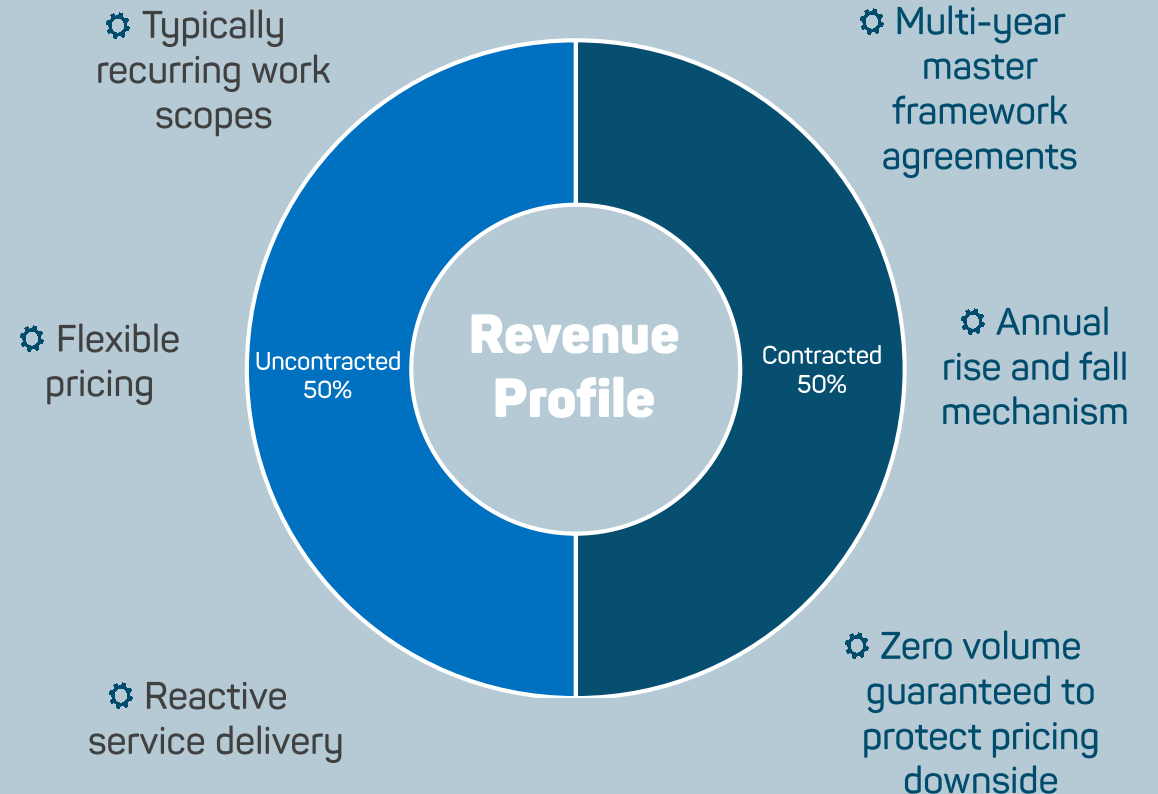 Typically
recurring work
scopes
Multi-year
master
framework
agreements
Flexible
pricing
Uncontracted
50%
Revenue
Profile
Contracted
50%
Annual
rise and fall
mechanism
Reactive
service delivery
Zero volume
guaranteed to
protect pricing
downside